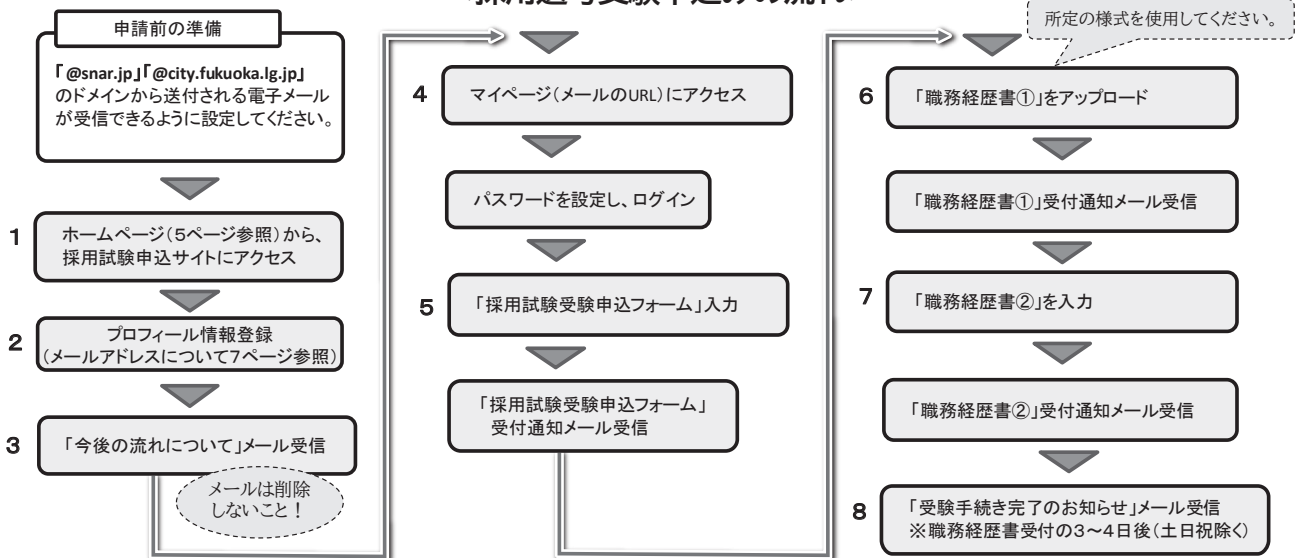 申請前の準備
「@snar.jp」「@city.fukuoka.lg.jp」
のドメインから送付される電子メール
が受信できるように設定してください。
1
ホームページ(5ページ参照)から、
採用試験申込サイトにアクセス
2
プロフィール情報登録
(メールアドレスについて7ページ参照)
3
「今後の流れについて」メール受信
メールは削除
しないこと！
4
マイページ(メールのURL)にアクセス
パスワードを設定し、ログイン
5
「採用試験受験申込フォーム」入力
「採用試験受験申込フォーム」
受付通知メール受信
所定の様式を使用してください。
6
「職務経歴書①」をアップロード
「職務経歴書①」受付通知メール受信
7
「職務経歴書②」を入力
「職務経歴書②」受付通知メール受信
8
「受験手続き完了のお知らせ」メール受信
※職務経歴書受付の3～4日後(土日祝除く)